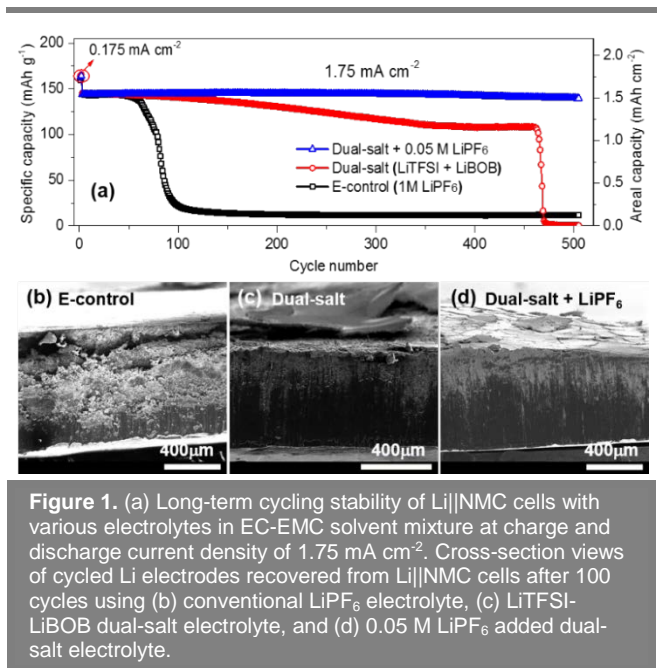 0.175 mA cm⁻²
1.75 mA cm⁻²
Specific capacity (mAh g⁻¹)
200
150
100
50
0
Areal capacity (mAh cm⁻²)
2.0
1.5
1.0
0.5
0.0
Dual-salt + 0.05 M LiPF₆
Dual-salt (LiTFSI + LiBOB)
E-control (1M LiPF₆)
(a)
0 100 200 300 400 500
Cycle number
(b) E-control
400µm
(c) Dual-salt
400µm
(d) Dual-salt + LiPF₆
400µm
Figure 1. (a) Long-term cycling stability of Li||NMC cells with
various electrolytes in EC-EMC solvent mixture at charge and
discharge current density of 1.75 mA cm⁻². Cross-section views
of cycled Li electrodes recovered from Li||NMC cells after 100
cycles using (b) conventional LiPF₆ electrolyte, (c) LiTFSI-
LiBOB dual-salt electrolyte, and (d) 0.05 M LiPF₆ added dual-
salt electrolyte.